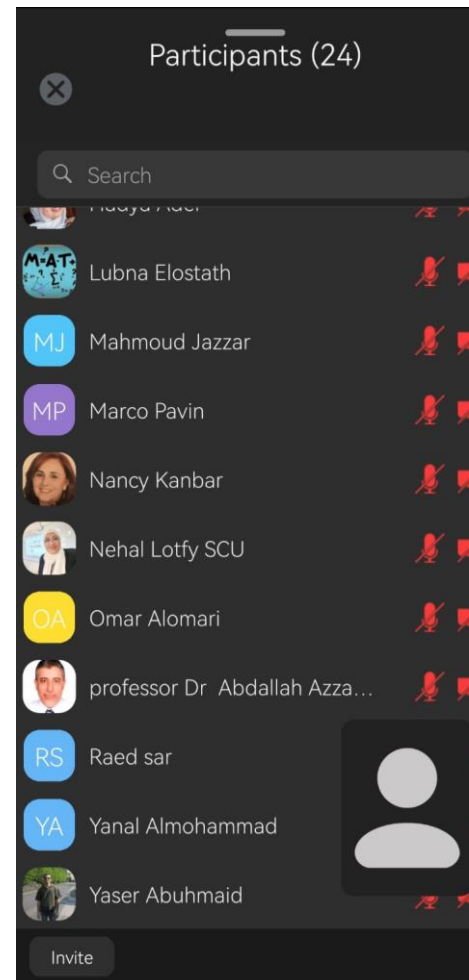 Participants (24)
Search
Lubna Elostath
MJ Mahmoud Jazzar
MP Marco Pavin
Nancy Kanbar
Nehal Lotfy SCU
OA Omar Alomari
professor Dr Abdallah Azza...
RS Raed sar
YA Yanal Almohammad
Yaser Abuhmaid
Invite